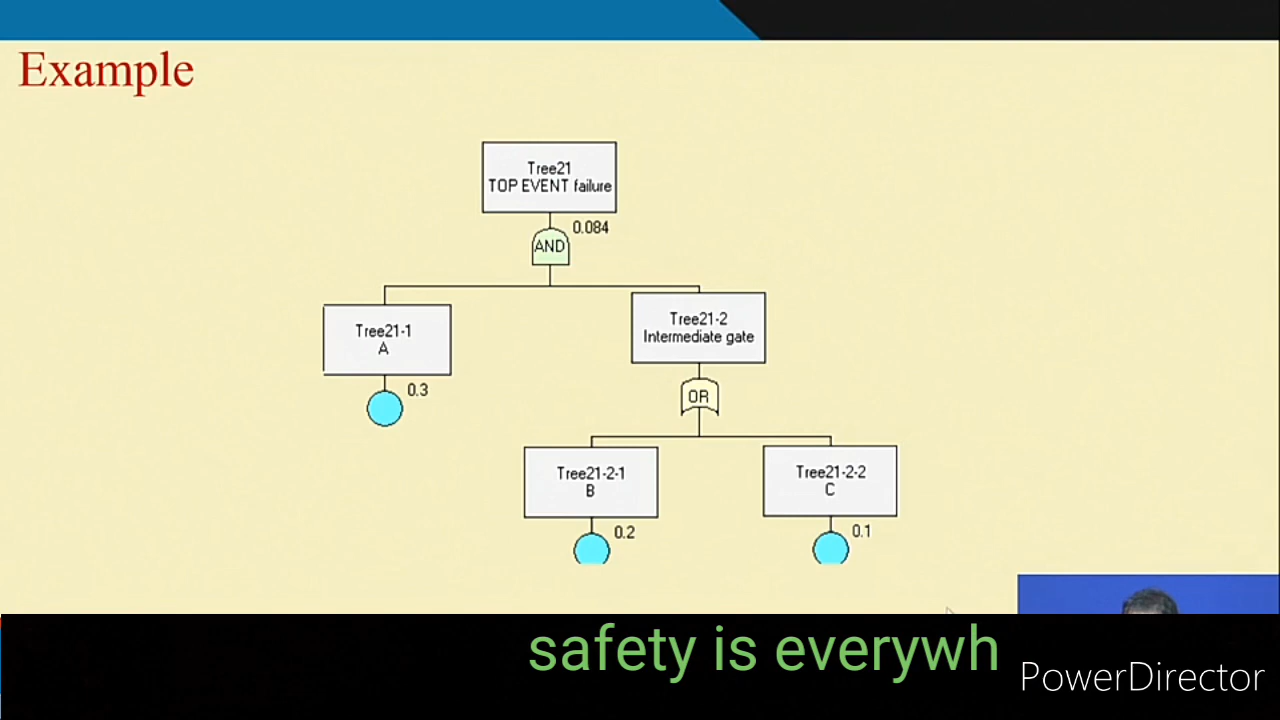 Example
Tree21
TOP EVENT failure
0.084
AND
Tree21-1
A
0.3
Tree21-2
Intermediate gate
OR
Tree21-2-1
B
0.2
Tree21-2-2
C
0.1
safety is everywh
PowerDirector